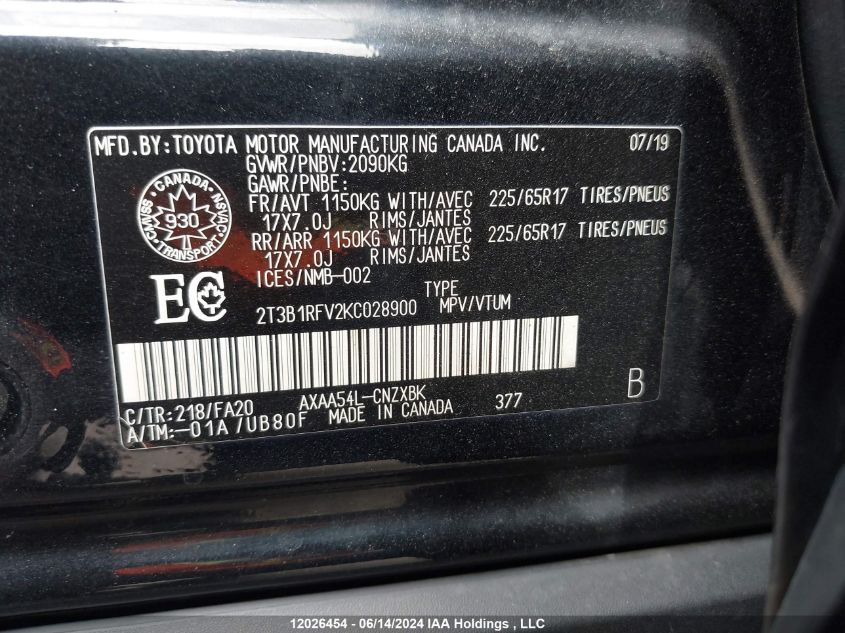 MFD.BY:TOYOTA MOTOR MANUFACTURING CANADA INC. 07/19
GVWR/PNBV:2090KG
GAWR/PNBE:
FR/AVT 1150KG WITH/AVEC 225/65R17 TIRES/PNEUS
17X7.0J RIMS/JANTES
RR/ARR 1150KG WITH/AVEC 225/65R17 TIRES/PNEUS
17X7.0J RIMS/JANTES
ICES/NMB-002
CANADA
CMVSS
NSVAC
930
TRANSPORT
EC
TYPE
2T3B1RFV2KC028900 MPV/VTUM
B
C/TR:218/FA20 AXAA54L-CNZXBK 377
A/TM:-01A/UB80F MADE IN CANADA
12026454 - 06/14/2024 IAA Holdings , LLC